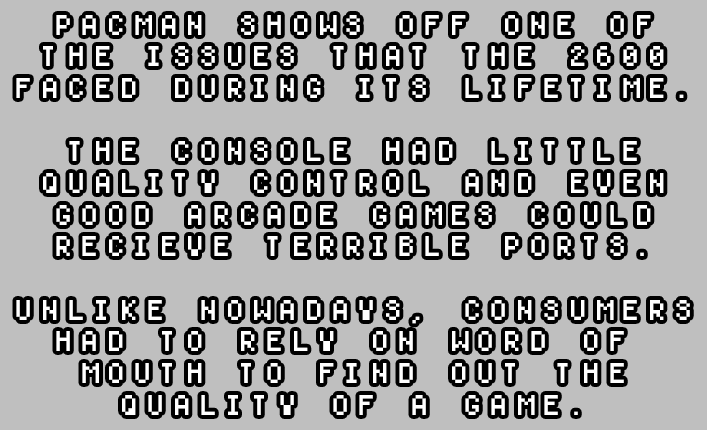 PACMAN SHOWS OFF ONE OF
THE ISSUES THAT THE 2600
FACED DURING ITS LIFETIME.
THE CONSOLE HAD LITTLE
QUALITY CONTROL AND EVEN
GOOD ARCADE GAMES COULD
RECIEVE TERRIBLE PORTS.
UNLIKE NOWADAYS, CONSUMERS
HAD TO RELY ON WORD OF
MOUTH TO FIND OUT THE
QUALITY OF A GAME.